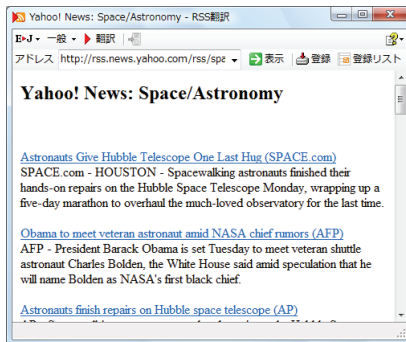 Yahoo! News: Space/Astronomy - RSS翻訳
E▶J 一般 翻訳
アドレス http://rss.news.yahoo.com/rss/spa 表示 登録 登録リスト
Yahoo! News: Space/Astronomy
Astronauts Give Hubble Telescope One Last Hug (SPACE.com)
SPACE.com - HOUSTON - Spacewalking astronauts finished their
hands-on repairs on the Hubble Space Telescope Monday, wrapping up a
five-day marathon to overhaul the much-loved observatory for the last time.
Obama to meet veteran astronaut amid NASA chief rumors (AFP)
AFP - President Barack Obama is set Tuesday to meet veteran shuttle
astronaut Charles Bolden, the White House said amid speculation that he
will name Bolden as NASA's first black chief.
Astronauts finish repairs on Hubble space telescope (AP)